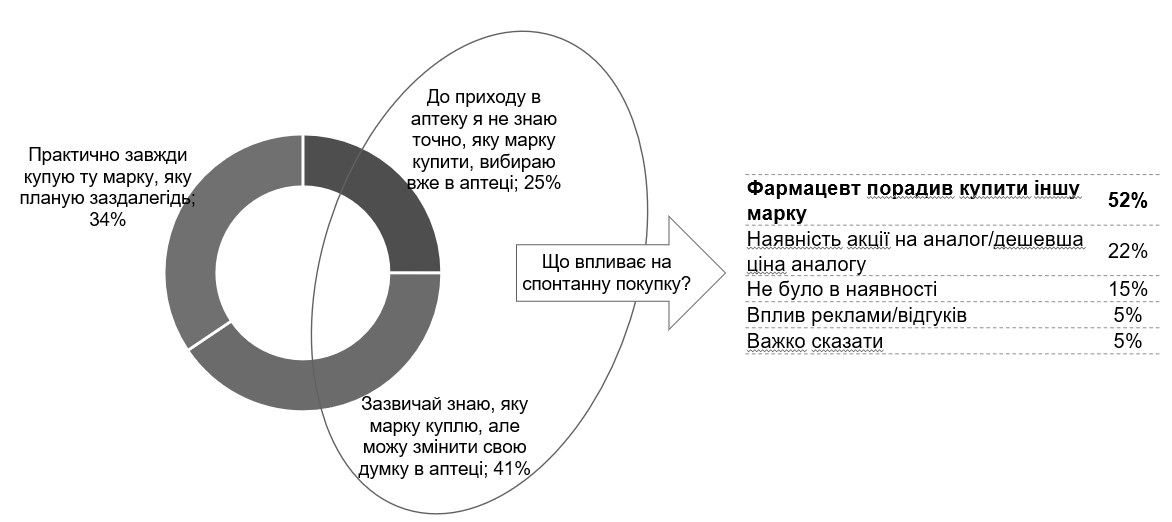 До приходу в
аптеку я не знаю
точно, яку марку
купити, вибираю
вже в аптеці; 25%
Практично завжди
купую ту марку, яку
планую заздалегідь;
34%
Зазвичай знаю, яку
марку куплю, але
можу змінити свою
думку в аптеці; 41%
Що впливає на
спонтанну покупку?
Фармацевт порадив купити іншу
марку 52%
Наявність акції на аналог/дешевша
ціна аналогу 22%
Не було в наявності 15%
Вплив реклами/відгуків 5%
Важко сказати 5%